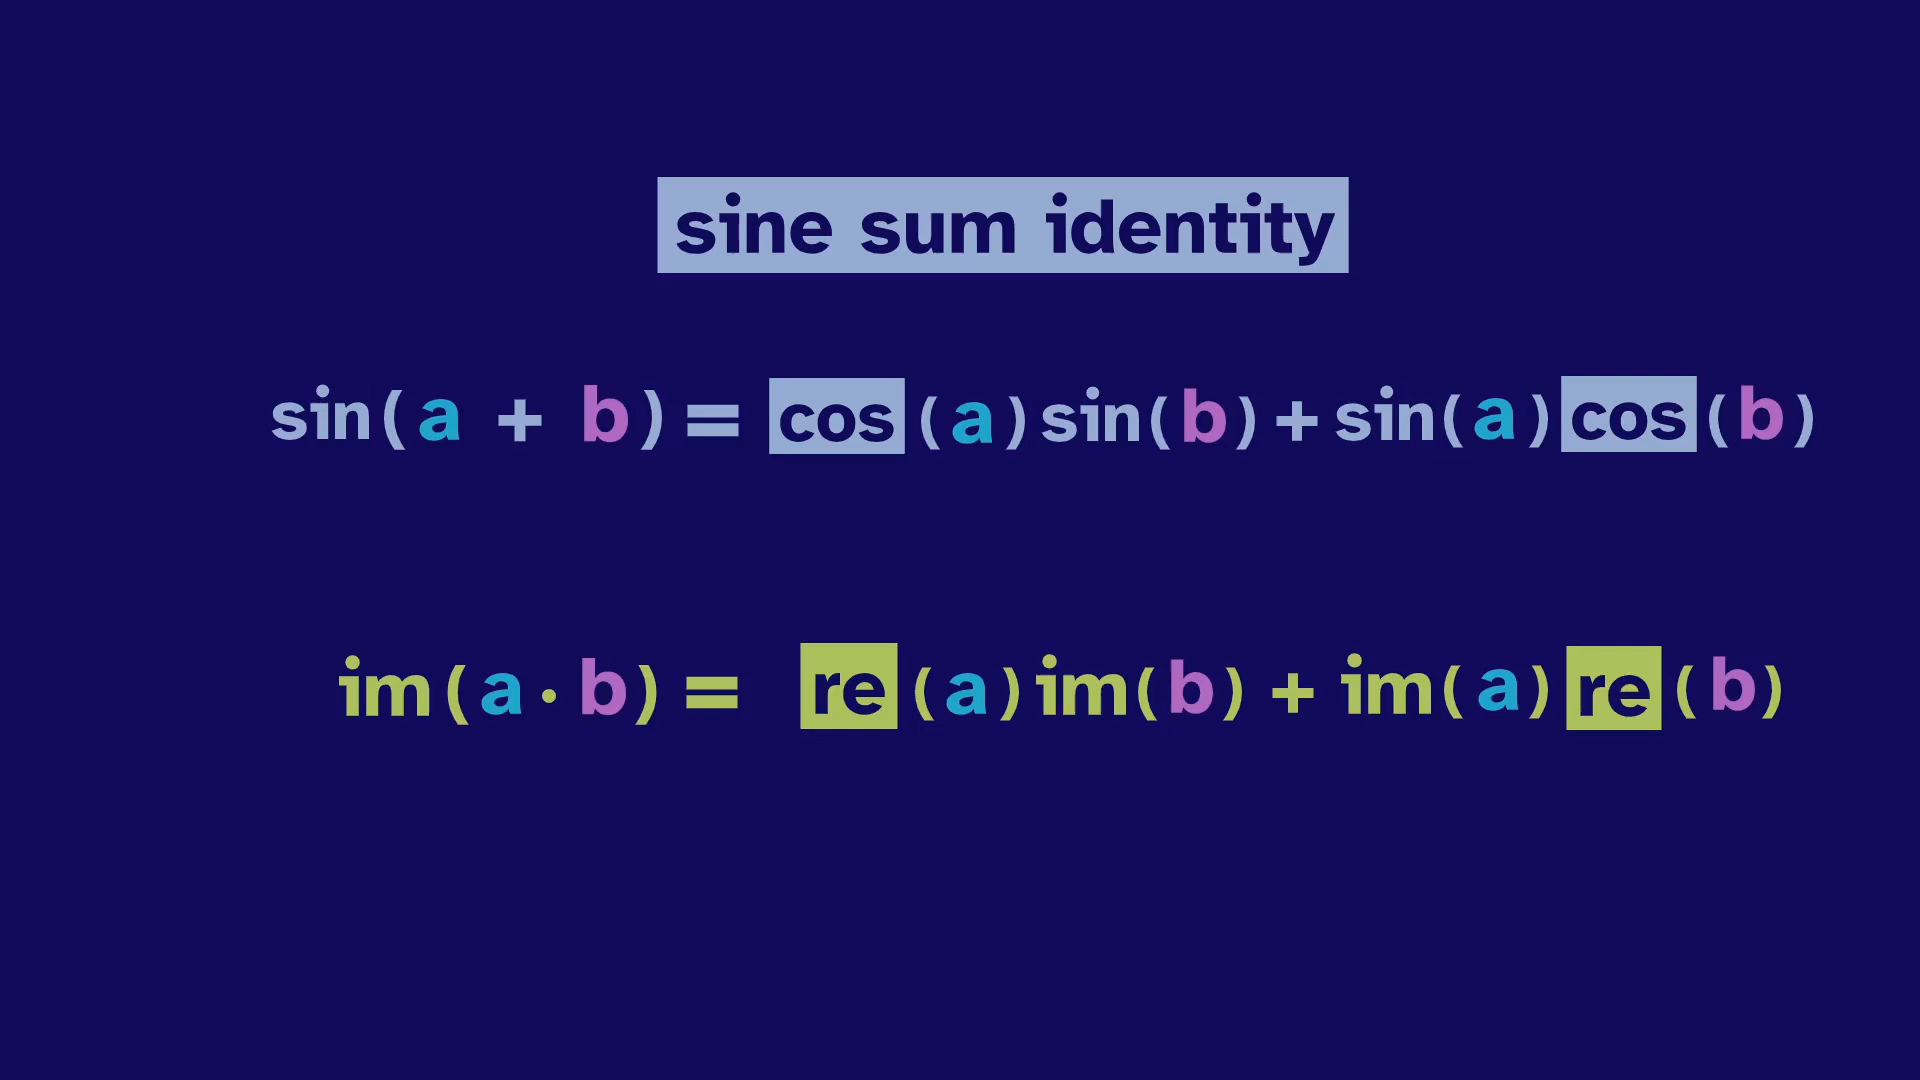 sine sum identity
sin(a + b) = cos(a)sin(b) + sin(a)cos(b)
im(a · b) = re(a)im(b) + im(a)re(b)